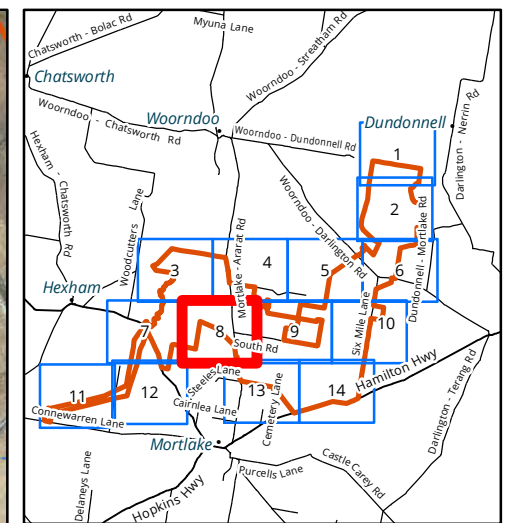 Chatsworth - Bolac Rd
Myuna Lane
Woorndoo - Streatham Rd
Chatsworth
Woorndoo - Chatsworth Rd
Woorndoo
Woorndoo - Dundonnell Rd
Dundonnell
Darlington - Nerrin Rd
Hexham - Chatsworth Rd
Woodcutters Lane
Mortlake - Ararat Rd
Woorndoo - Darlington Rd
Dundonnell - Mortlake Rd
1
2
3
4
5
6
Hexham
Six Mile Lane
7
8
9
10
South Rd
Hamilton Hwy
Steeles Lane
11
12
13
14
Cairnlea Lane
Connewarren Lane
Cemetery Lane
Darlington - Terang Rd
Mortlake
Delaneys Lane
Purcells Lane
Castle Carey Rd
Hopkins Hwy